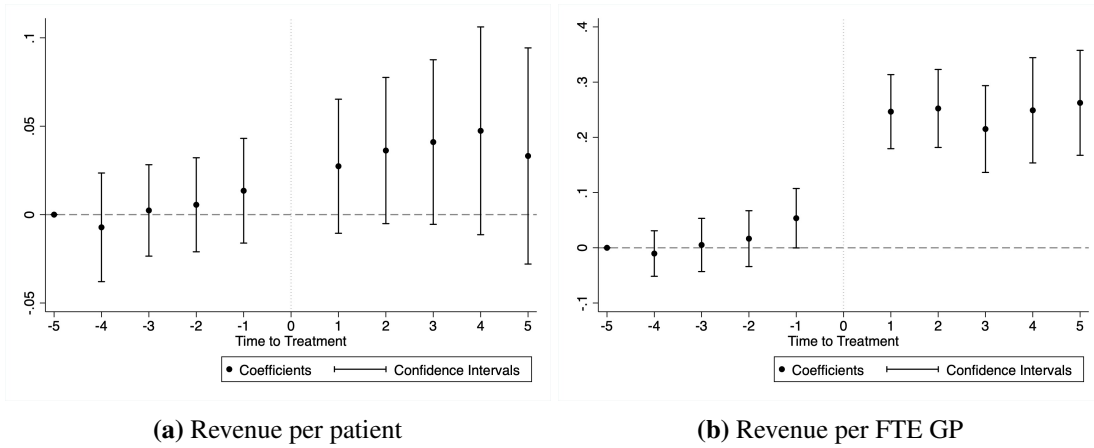 .1
.05
0
-.05
-5 -4 -3 -2 -1 0 1 2 3 4 5
Time to Treatment
Coefficients Confidence Intervals
(a) Revenue per patient
.4
.3
.2
.1
0
-.1
-5 -4 -3 -2 -1 0 1 2 3 4 5
Time to Treatment
Coefficients Confidence Intervals
(b) Revenue per FTE GP